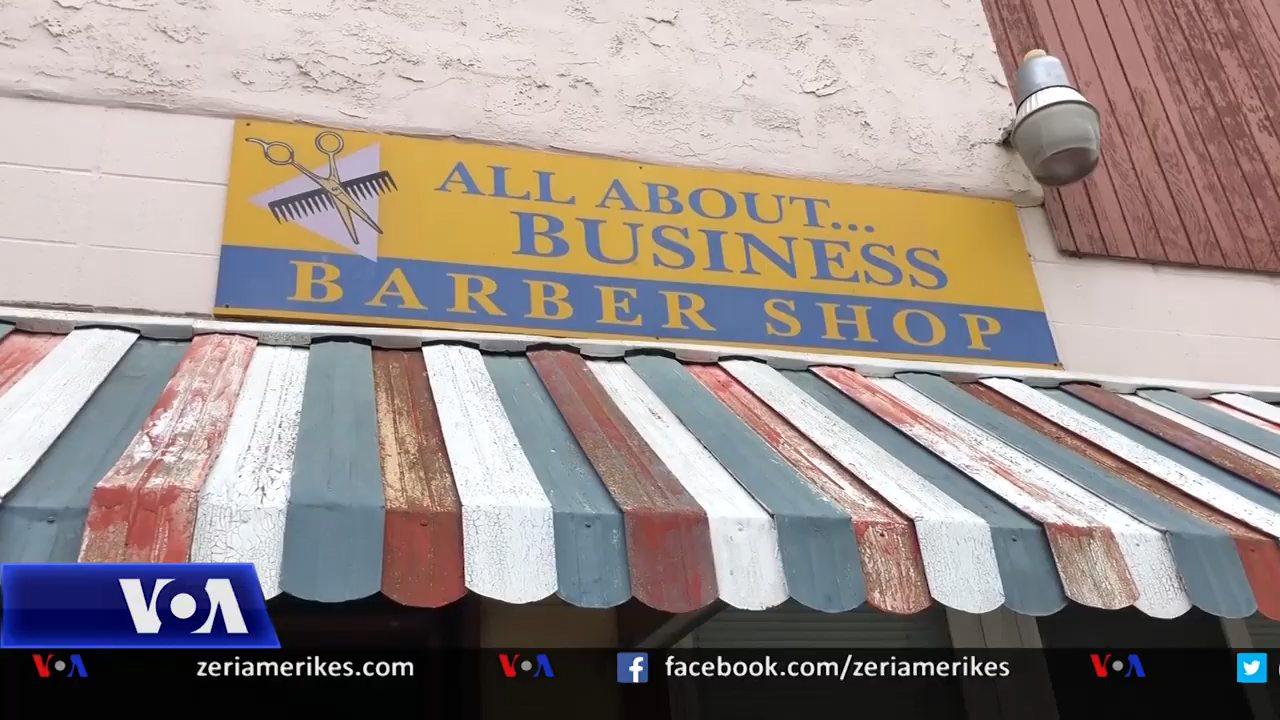 ALL ABOUT...
BUSINESS
BARBER SHOP
VOA
VOA zeriamerikes.com VOA facebook.com/zeriamerikes VOA